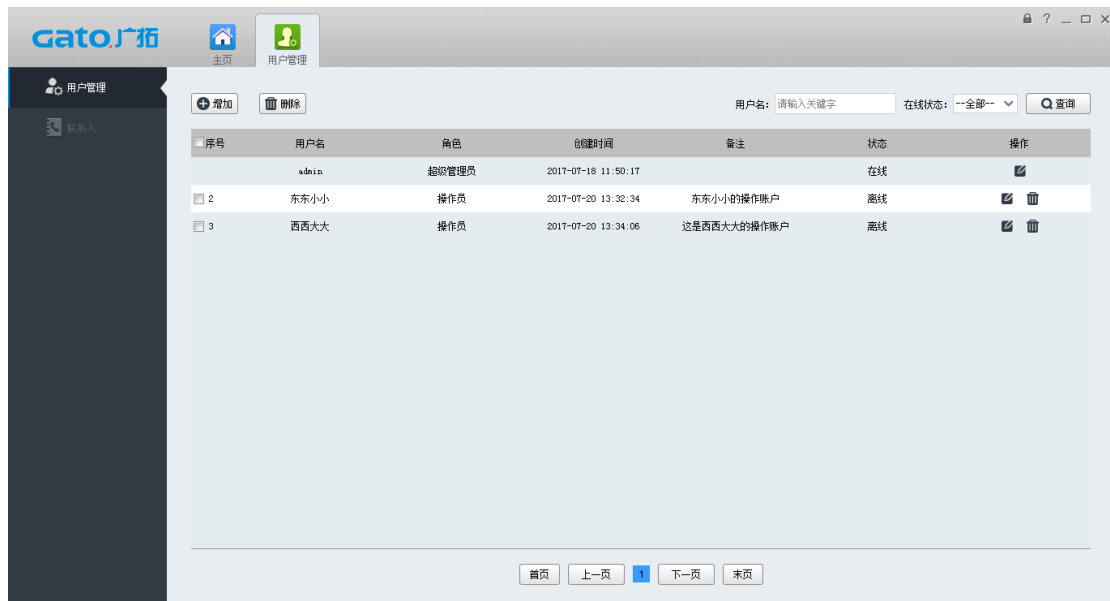 Gato广拓
主页
用户管理
?
用户管理
联系人
增加 删除 用户名: 请输入关键字 在线状态: --全部-- 查询
序号 用户名 角色 创建时间 备注 状态 操作
admin 超级管理员 2017-07-18 11:50:17 在线
2 东东小小 操作员 2017-07-20 13:32:34 东东小小的操作账户 离线
3 西西大大 操作员 2017-07-20 13:34:06 这是西西大大的操作账户 离线
首页 上一页 1 下一页 末页